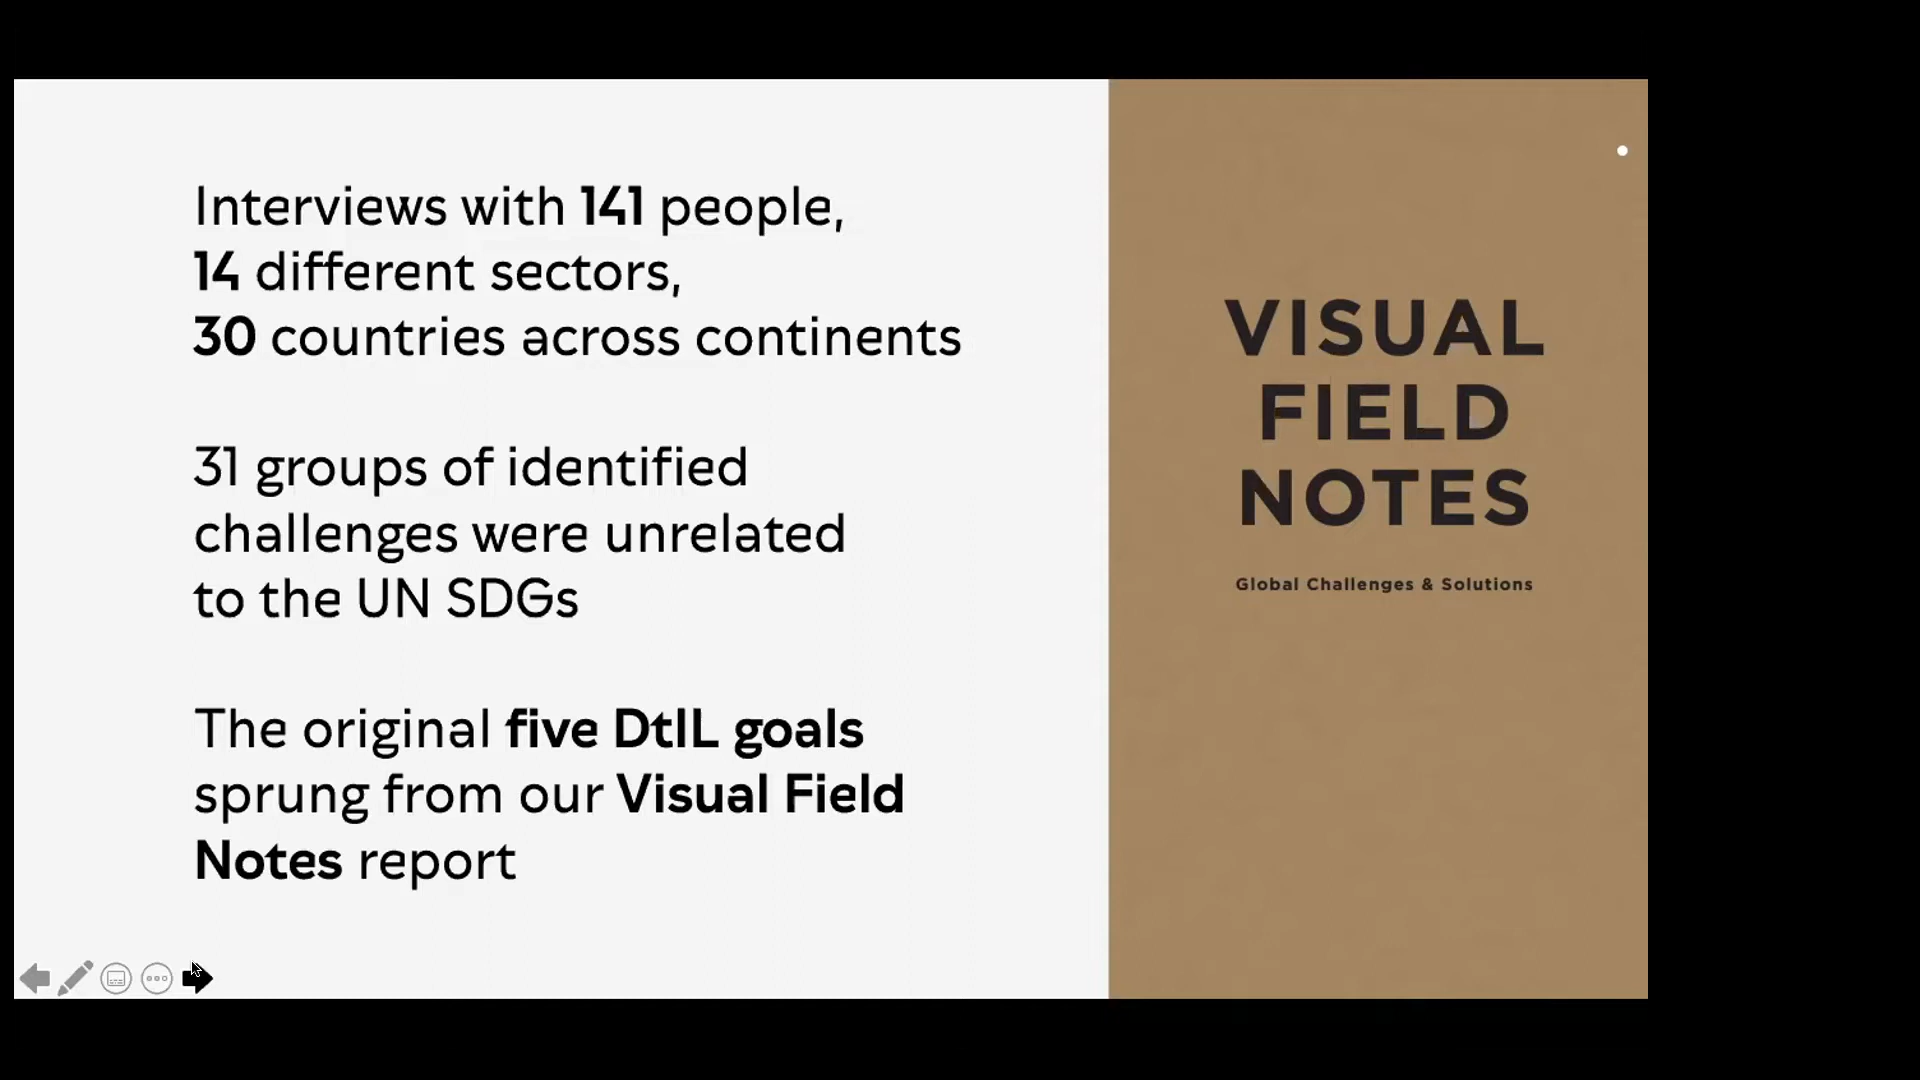 Interviews with 141 people,
14 different sectors,
30 countries across continents
31 groups of identified
challenges were unrelated
to the UN SDGs
The original five DtIL goals
sprung from our Visual Field
Notes report
VISUAL
FIELD
NOTES
Global Challenges & Solutions